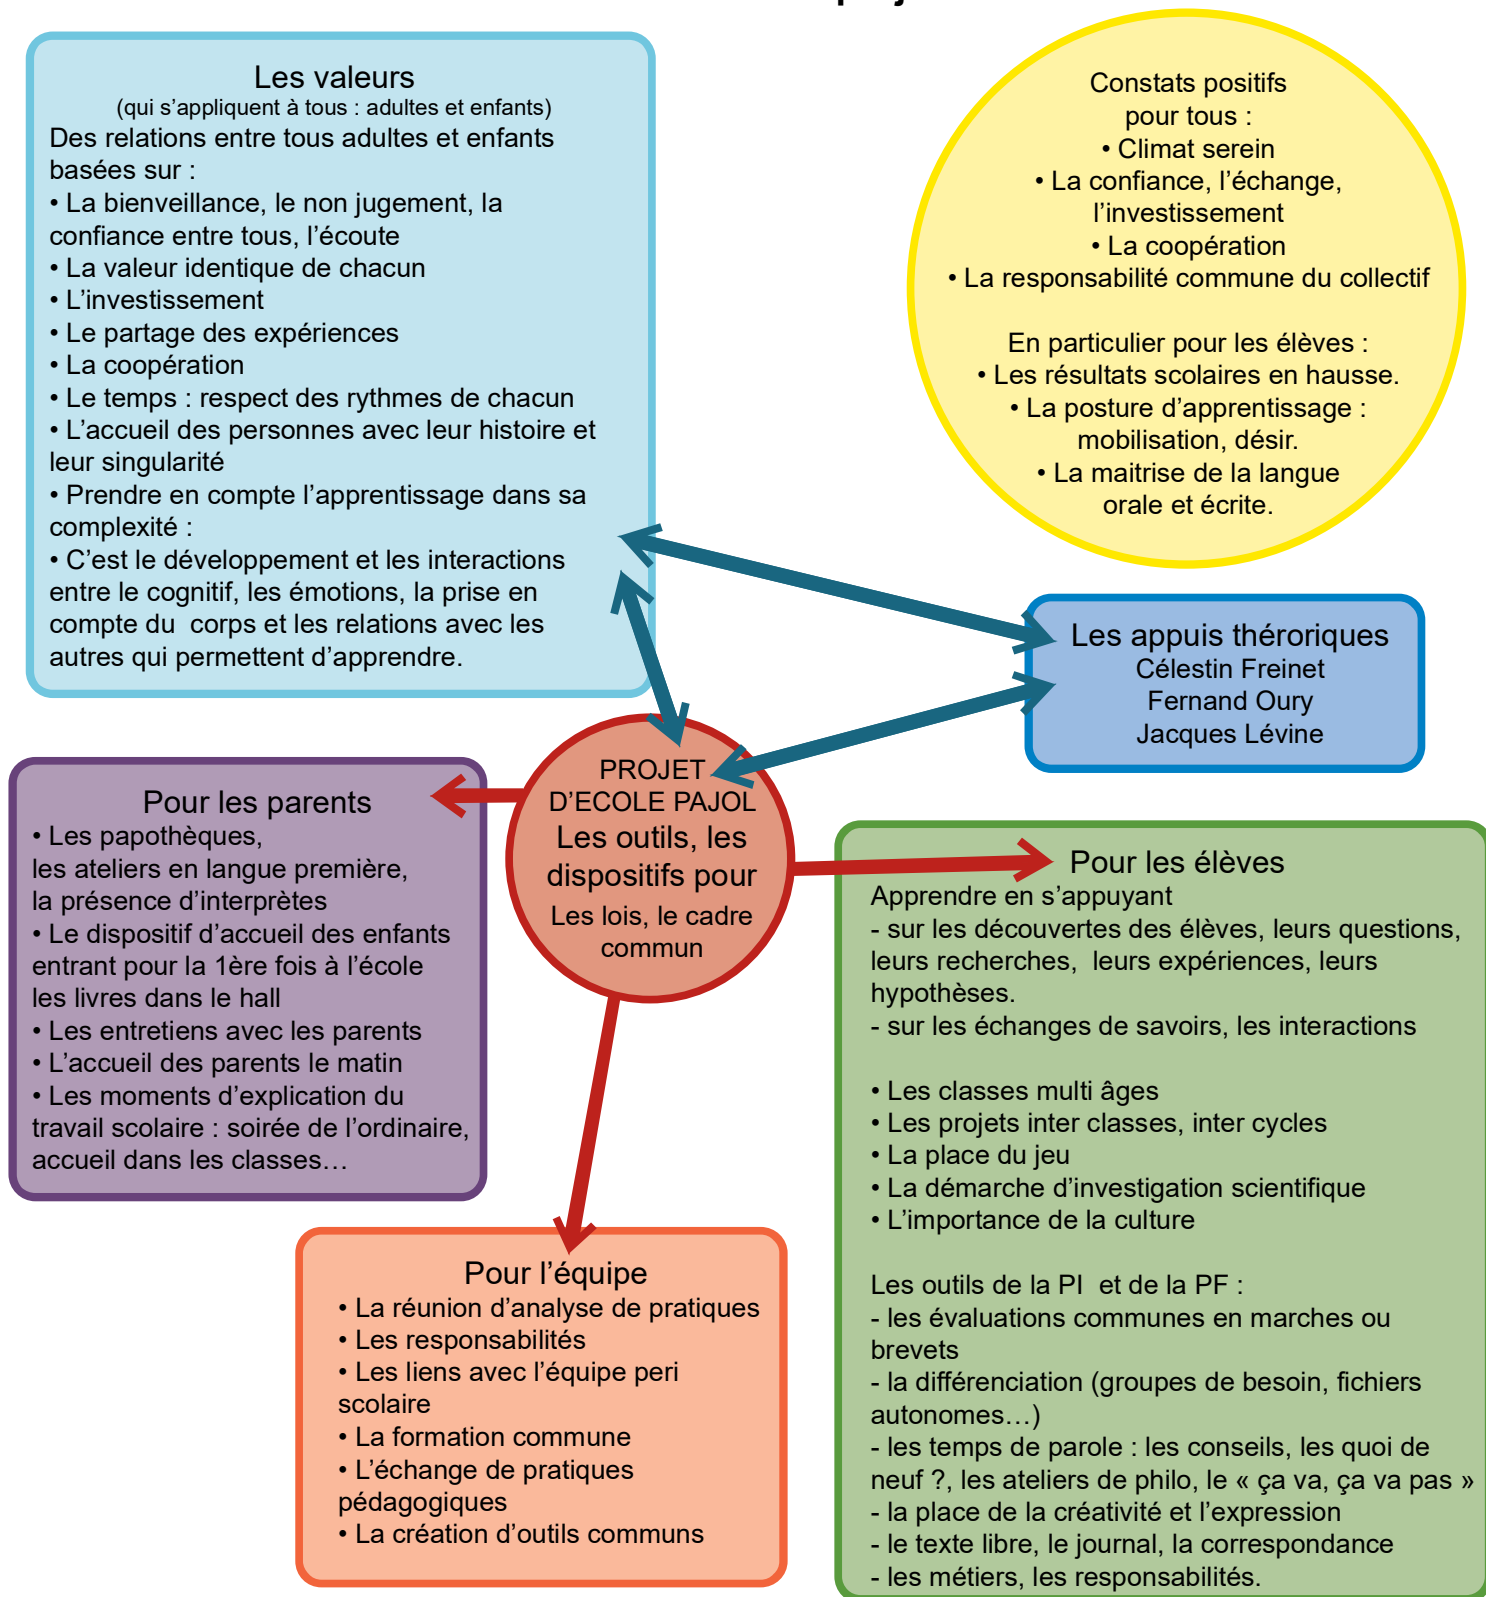 Les valeurs
(qui s’appliquent à tous : adultes et enfants)
Des relations entre tous adultes et enfants
basées sur :
• La bienveillance, le non jugement, la
confiance entre tous, l’écoute
• La valeur identique de chacun
• L’investissement
• Le partage des expériences
• La coopération
• Le temps : respect des rythmes de chacun
• L’accueil des personnes avec leur histoire et
leur singularité
• Prendre en compte l’apprentissage dans sa
complexité :
• C’est le développement et les interactions
entre le cognitif, les émotions, la prise en
compte du  corps et les relations avec les
autres qui permettent d’apprendre.
Constats positifs
pour tous :
• Climat serein
• La confiance, l’échange,
l’investissement
• La coopération
• La responsabilité commune du collectif
En particulier pour les élèves :
• Les résultats scolaires en hausse.
• La posture d’apprentissage :
mobilisation, désir.
• La maitrise de la langue
orale et écrite.
Les appuis théroriques
Célestin Freinet
Fernand Oury
Jacques Lévine
PROJET
D’ECOLE PAJOL
Les outils, les
dispositifs pour
Les lois, le cadre
commun
Pour les parents
• Les papothèques,
les ateliers en langue première,
la présence d’interprètes
• Le dispositif d’accueil des enfants
entrant pour la 1ère fois à l’école
les livres dans le hall
• Les entretiens avec les parents
• L’accueil des parents le matin
• Les moments d’explication du
travail scolaire : soirée de l’ordinaire,
accueil dans les classes…
Pour les élèves
Apprendre en s’appuyant
- sur les découvertes des élèves, leurs questions,
leurs recherches,  leurs expériences, leurs
hypothèses.
- sur les échanges de savoirs, les interactions
• Les classes multi âges
• Les projets inter classes, inter cycles
• La place du jeu
• La démarche d’investigation scientifique
• L’importance de la culture
Les outils de la PI  et de la PF :
- les évaluations communes en marches ou
brevets
- la différenciation (groupes de besoin, fichiers
autonomes…)
- les temps de parole : les conseils, les quoi de
neuf ?, les ateliers de philo, le « ça va, ça va pas »
- la place de la créativité et l’expression
- le texte libre, le journal, la correspondance
- les métiers, les responsabilités.
Pour l’équipe
• La réunion d’analyse de pratiques
• Les responsabilités
• Les liens avec l’équipe peri
scolaire
• La formation commune
• L’échange de pratiques
pédagogiques
• La création d’outils communs